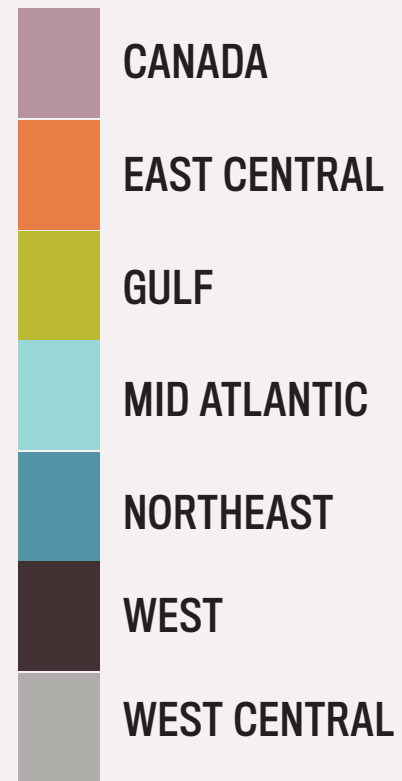 CANADA
EAST CENTRAL
GULF
MID ATLANTIC
NORTHEAST
WEST
WEST CENTRAL